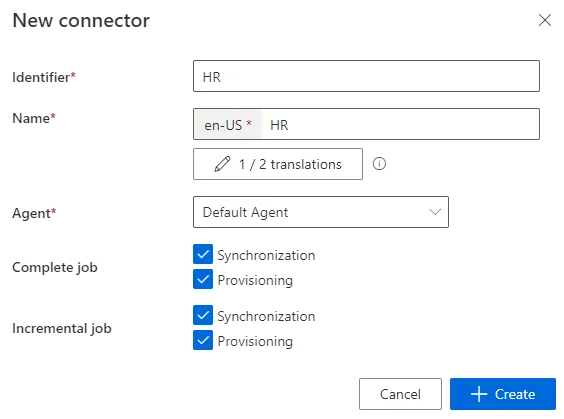 New connector
Identifier* HR
Name* en-US * HR
1 / 2 translations
Agent* Default Agent
Complete job
Synchronization
Provisioning
Incremental job
Synchronization
Provisioning
Cancel Create